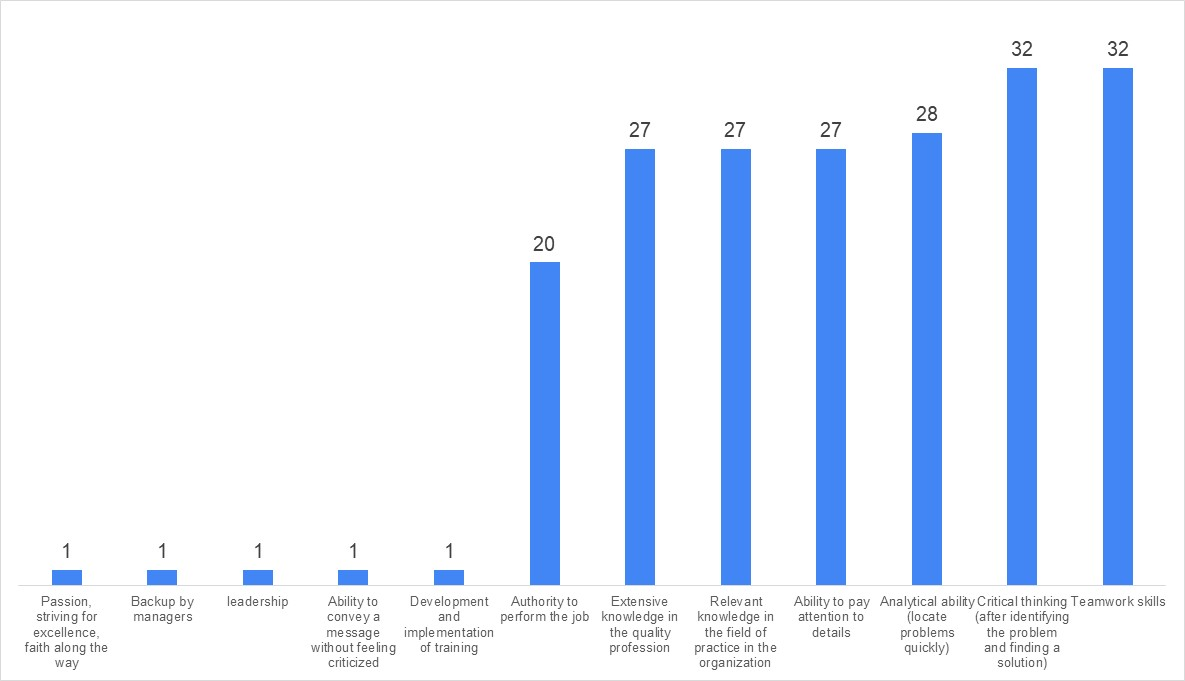 32
32
28
27
27
27
20
1
1
1
1
1
Passion,
striving for
excellence,
faith along the
way
Backup by
managers
leadership
Ability to
convey a
message
without feeling
criticized
Development
and
implementation
of training
Authority to
perform the job
Extensive
knowledge in
the quality
profession
Relevant
knowledge in
the field of
practice in the
organization
Ability to pay
attention to
details
Analytical ability
(locate
problems
quickly)
Critical thinking
(after identifying
the problem
and finding a
solution)
Teamwork skills